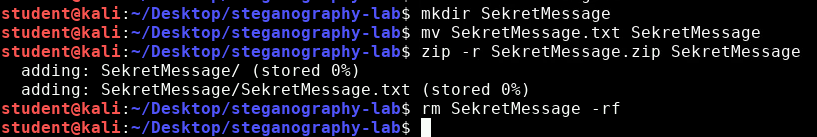 student@kali:~/Desktop/steganography-lab$ mkdir SekretMessage
student@kali:~/Desktop/steganography-lab$ mv SekretMessage.txt SekretMessage
student@kali:~/Desktop/steganography-lab$ zip -r SekretMessage.zip SekretMessage
  adding: SekretMessage/ (stored 0%)
  adding: SekretMessage/SekretMessage.txt (stored 0%)
student@kali:~/Desktop/steganography-lab$ rm SekretMessage -rf
student@kali:~/Desktop/steganography-lab$